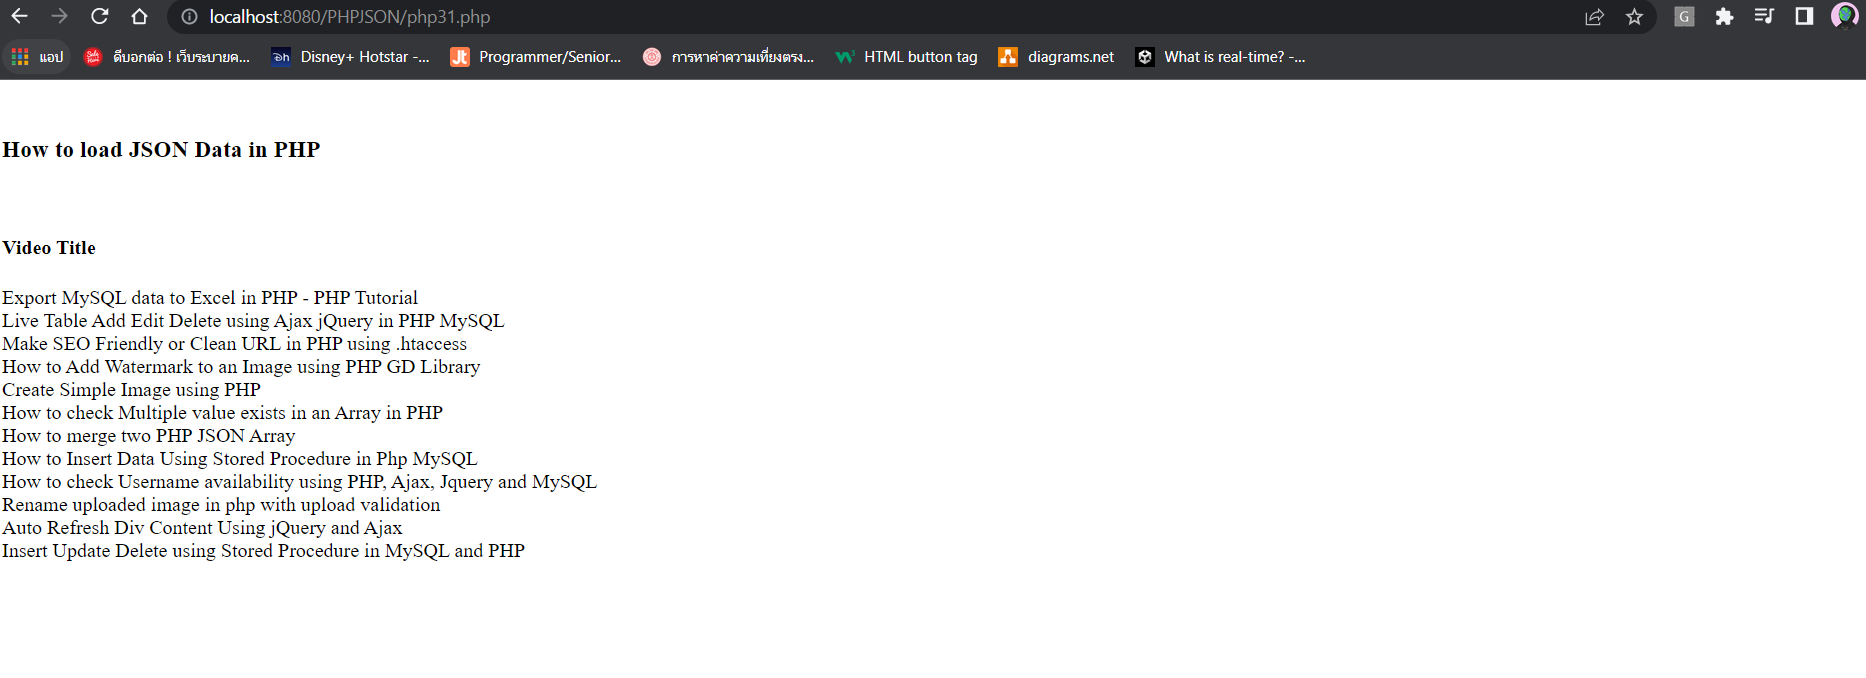 localhost:8080/PHPJSON/php31.php
G
แอป ดีบอกต่อ ! เว็บระบายค... Disney+ Hotstar -... Programmer/Senior... การหาค่าความเที่ยงตรง... HTML button tag diagrams.net What is real-time? -...
How to load JSON Data in PHP
Video Title
Export MySQL data to Excel in PHP - PHP Tutorial
Live Table Add Edit Delete using Ajax jQuery in PHP MySQL
Make SEO Friendly or Clean URL in PHP using .htaccess
How to Add Watermark to an Image using PHP GD Library
Create Simple Image using PHP
How to check Multiple value exists in an Array in PHP
How to merge two PHP JSON Array
How to Insert Data Using Stored Procedure in Php MySQL
How to check Username availability using PHP, Ajax, Jquery and MySQL
Rename uploaded image in php with upload validation
Auto Refresh Div Content Using jQuery and Ajax
Insert Update Delete using Stored Procedure in MySQL and PHP